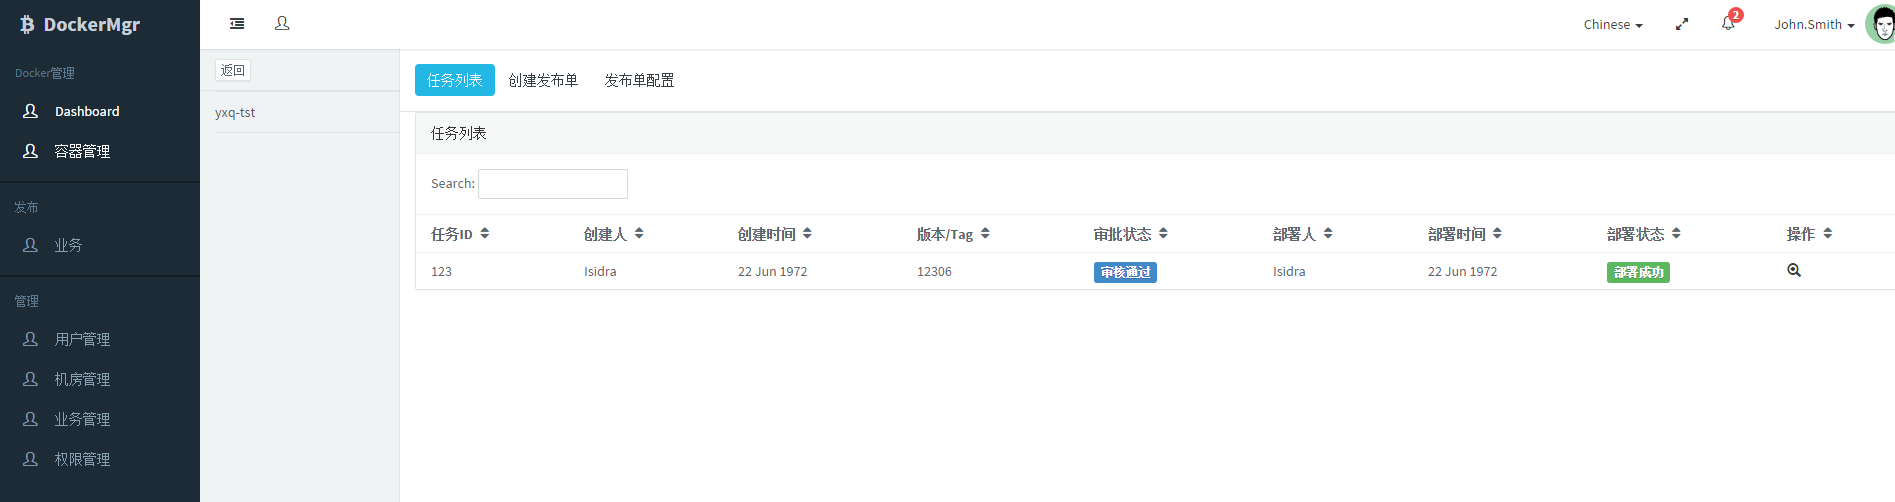 DockerMgr
Chinese
2
John.Smith
Docker管理
Dashboard
容器管理
发布
业务
管理
用户管理
机房管理
业务管理
权限管理
返回
yxq-tst
任务列表 创建发布单 发布单配置
任务列表
Search:
任务ID 创建人 创建时间 版本/Tag 审批状态 部署人 部署时间 部署状态 操作
123 Isidra 22 Jun 1972 12306 审核通过 Isidra 22 Jun 1972 部署成功